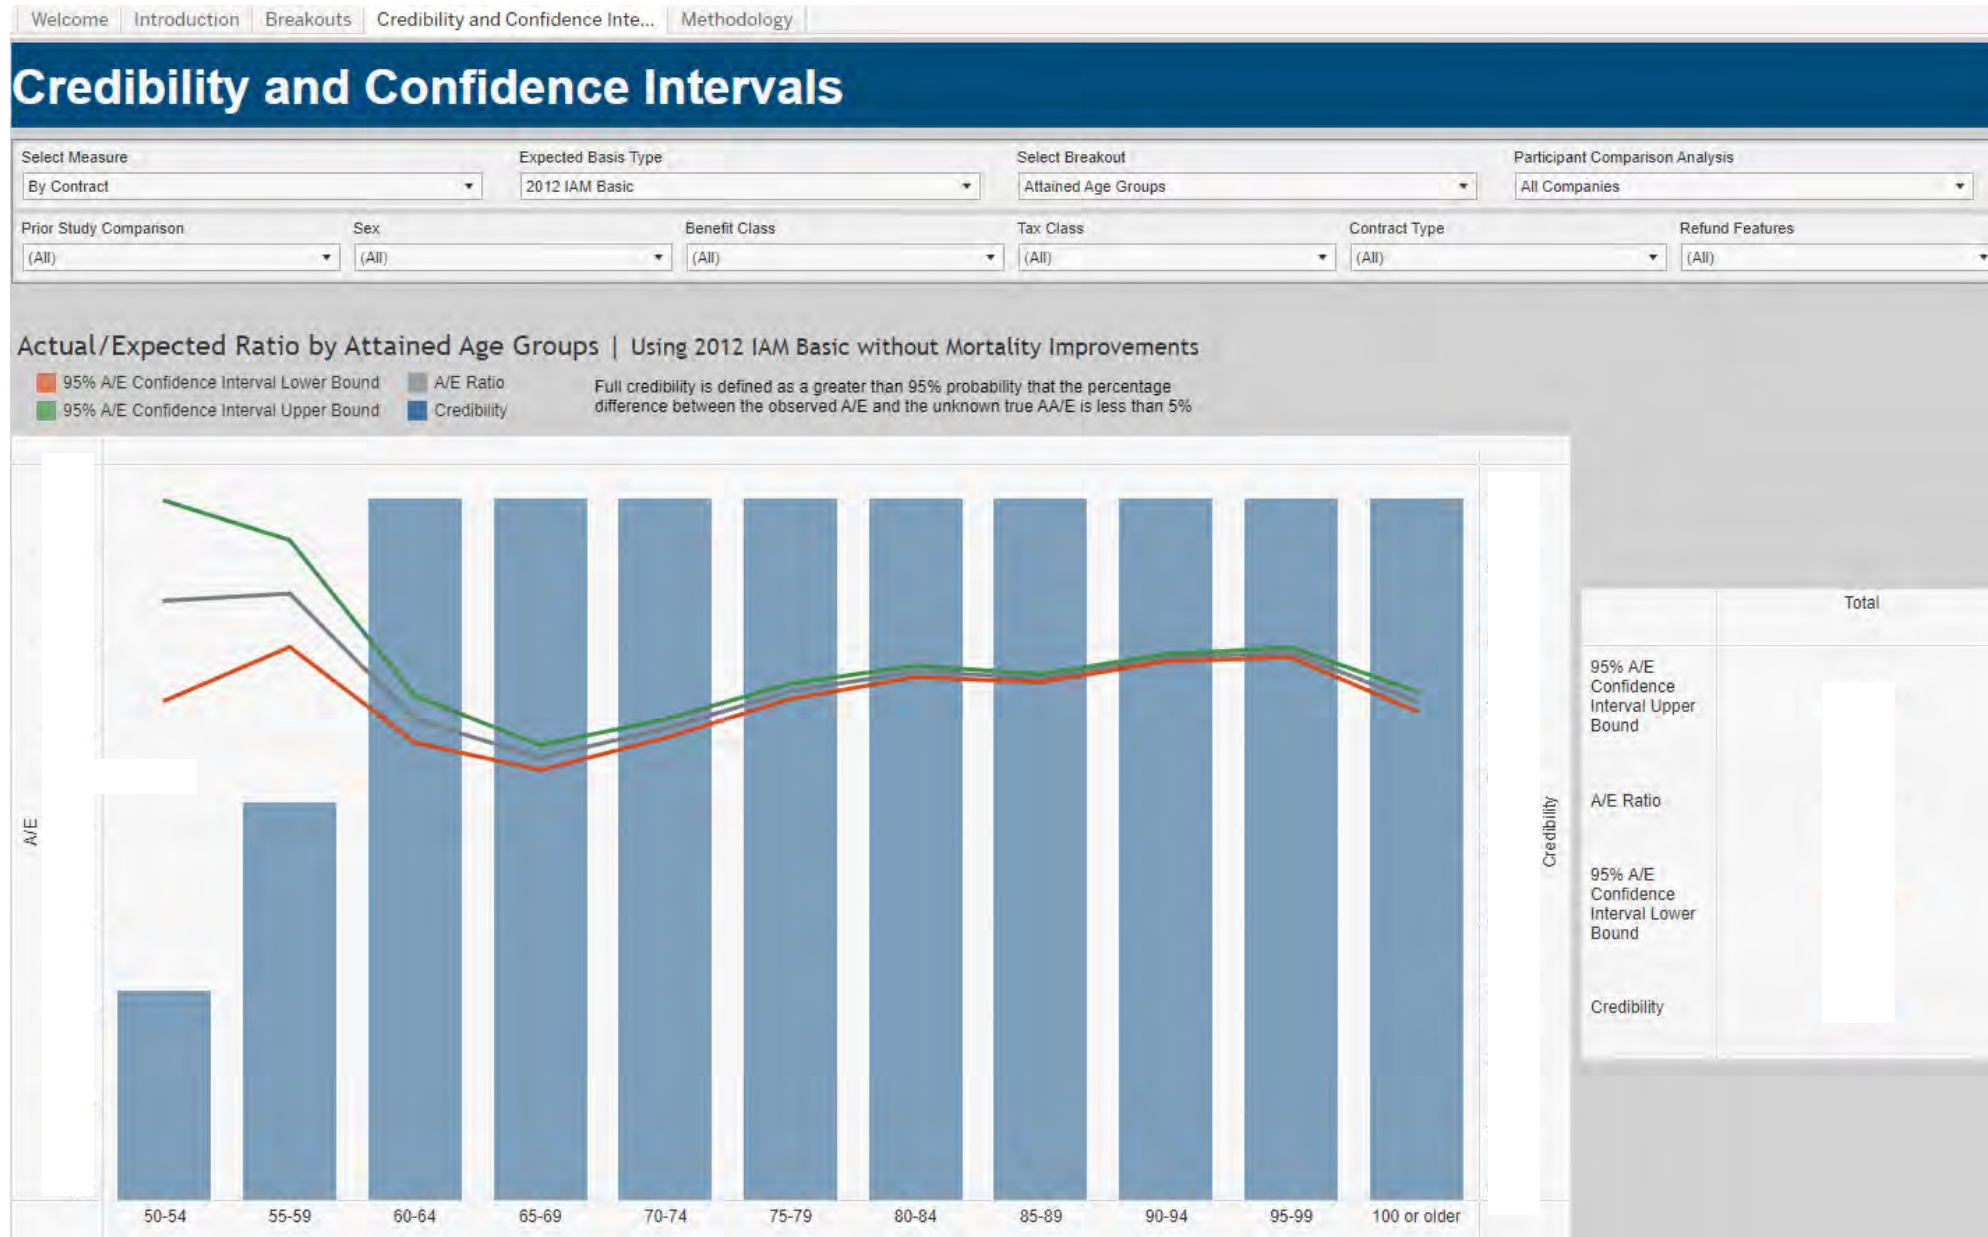 Welcome Introduction Breakouts Credibility and Confidence Inte... Methodology
Credibility and Confidence Intervals
Select Measure Expected Basis Type Select Breakout Participant Comparison Analysis
By Contract 2012 IAM Basic Attained Age Groups All Companies
Prior Study Comparison Sex Benefit Class Tax Class Contract Type Refund Features
(All) (All) (All) (All) (All) (All)
Actual/Expected Ratio by Attained Age Groups | Using 2012 IAM Basic without Mortality Improvements
95% A/E Confidence Interval Lower Bound A/E Ratio
95% A/E Confidence Interval Upper Bound Credibility
Full credibility is defined as a greater than 95% probability that the percentage
difference between the observed A/E and the unknown true AA/E is less than 5%
A/E
Credibility
50-54 55-59 60-64 65-69 70-74 75-79 80-84 85-89 90-94 95-99 100 or older
Total
95% A/E
Confidence
Interval Upper
Bound
A/E Ratio
95% A/E
Confidence
Interval Lower
Bound
Credibility